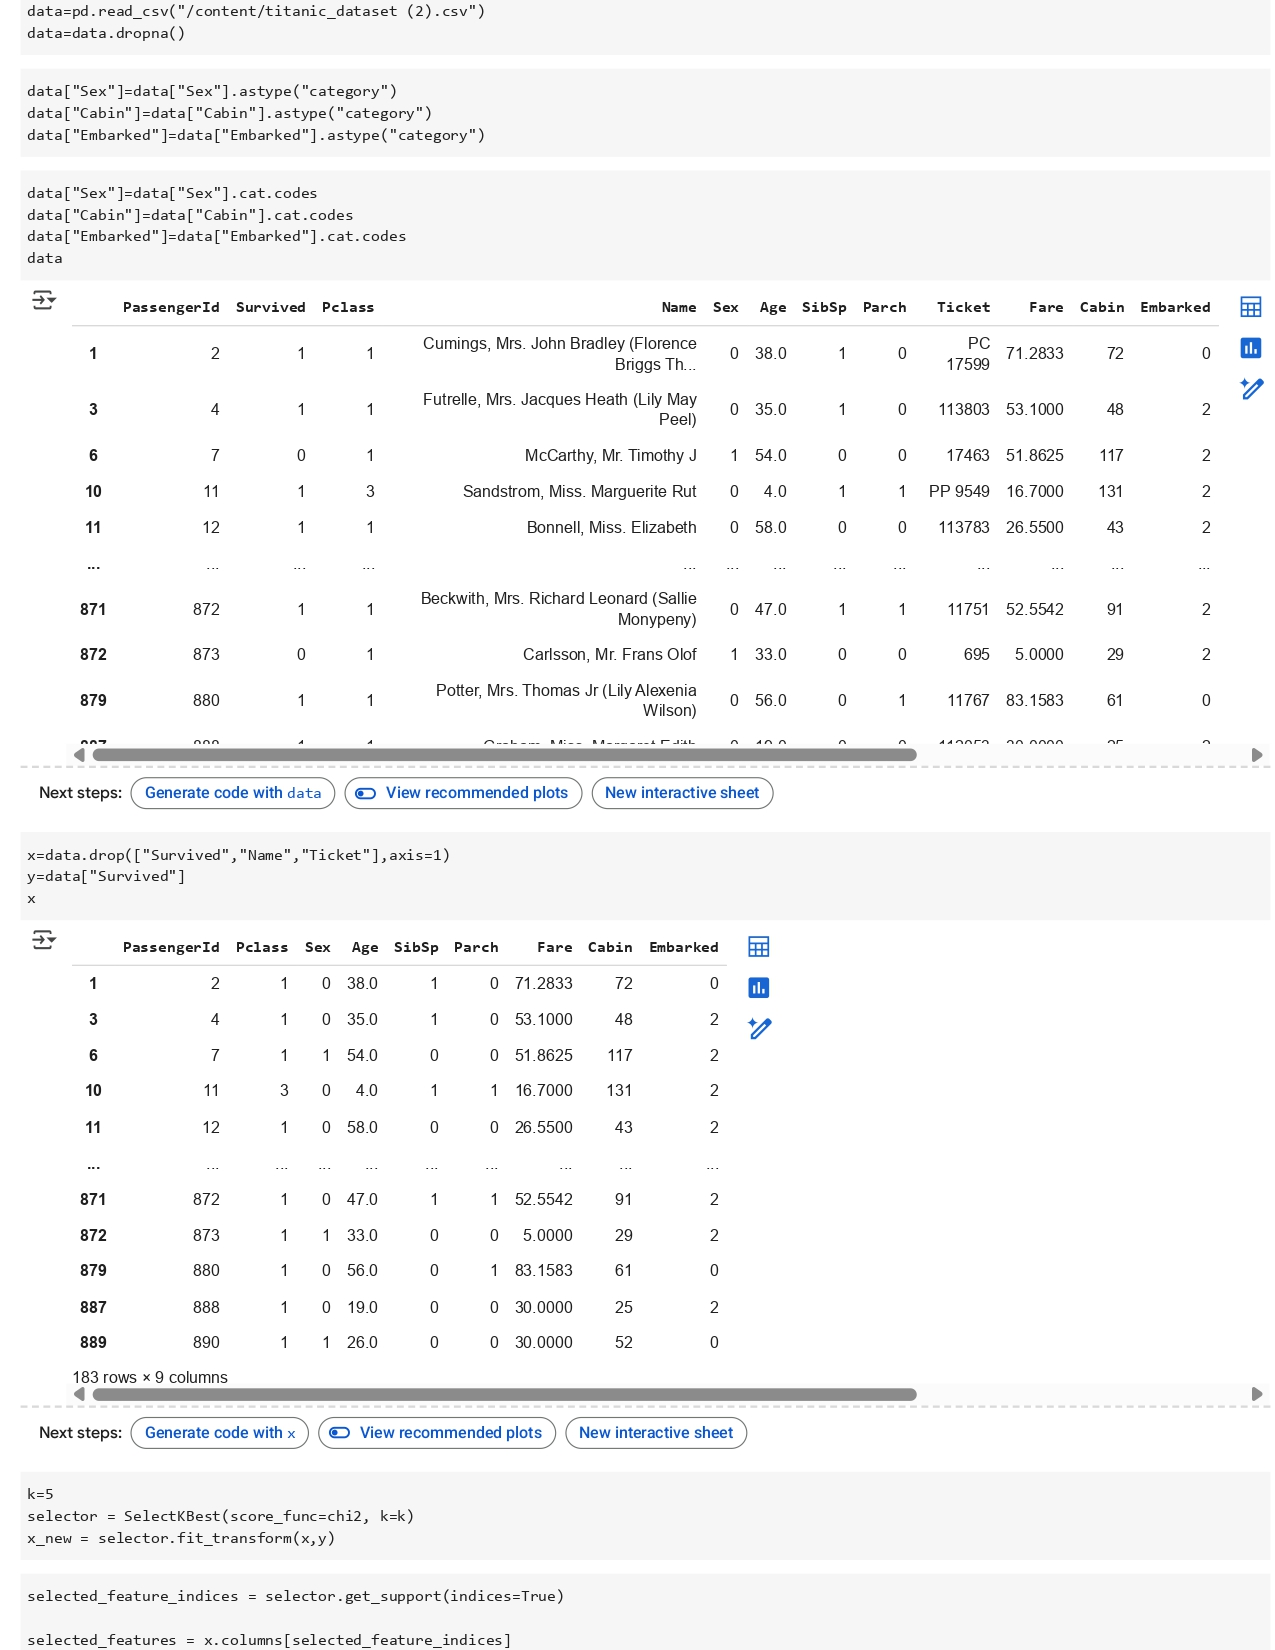 data=pd.read_csv("/content/titanic_dataset (2).csv")
data=data.dropna()
data["Sex"]=data["Sex"].astype("category")
data["Cabin"]=data["Cabin"].astype("category")
data["Embarked"]=data["Embarked"].astype("category")
data["Sex"]=data["Sex"].cat.codes
data["Cabin"]=data["Cabin"].cat.codes
data["Embarked"]=data["Embarked"].cat.codes
data
PassengerId Survived Pclass Name Sex Age SibSp Parch Ticket Fare Cabin Embarked
1 2 1 1 Cumings, Mrs. John Bradley (Florence Briggs Th... 0 38.0 1 0 PC 17599 71.2833 72 0
3 4 1 1 Futrelle, Mrs. Jacques Heath (Lily May Peel) 0 35.0 1 0 113803 53.1000 48 2
6 7 0 1 McCarthy, Mr. Timothy J 1 54.0 0 0 17463 51.8625 117 2
10 11 1 3 Sandstrom, Miss. Marguerite Rut 0 4.0 1 1 PP 9549 16.7000 131 2
11 12 1 1 Bonnell, Miss. Elizabeth 0 58.0 0 0 113783 26.5500 43 2
... ... ... ... ... ... ... ... ... ... ... ... ...
871 872 1 1 Beckwith, Mrs. Richard Leonard (Sallie Monypeny) 0 47.0 1 1 11751 52.5542 91 2
872 873 0 1 Carlsson, Mr. Frans Olof 1 33.0 0 0 695 5.0000 29 2
879 880 1 1 Potter, Mrs. Thomas Jr (Lily Alexenia Wilson) 0 56.0 0 1 11767 83.1583 61 0
887 888 1 1 Graham, Miss. Margaret Edith 0 19.0 0 0 112053 30.0000 25 2
Next steps: Generate code with data View recommended plots New interactive sheet
x=data.drop(["Survived","Name","Ticket"],axis=1)
y=data["Survived"]
x
PassengerId Pclass Sex Age SibSp Parch Fare Cabin Embarked
1 2 1 0 38.0 1 0 71.2833 72 0
3 4 1 0 35.0 1 0 53.1000 48 2
6 7 1 1 54.0 0 0 51.8625 117 2
10 11 3 0 4.0 1 1 16.7000 131 2
11 12 1 0 58.0 0 0 26.5500 43 2
... ... ... ... ... ... ... ... ... ...
871 872 1 0 47.0 1 1 52.5542 91 2
872 873 1 1 33.0 0 0 5.0000 29 2
879 880 1 0 56.0 0 1 83.1583 61 0
887 888 1 0 19.0 0 0 30.0000 25 2
889 890 1 1 26.0 0 0 30.0000 52 0
183 rows × 9 columns
Next steps: Generate code with x View recommended plots New interactive sheet
k=5
selector = SelectKBest(score_func=chi2, k=k)
x_new = selector.fit_transform(x,y)
selected_feature_indices = selector.get_support(indices=True)
selected_features = x.columns[selected_feature_indices]